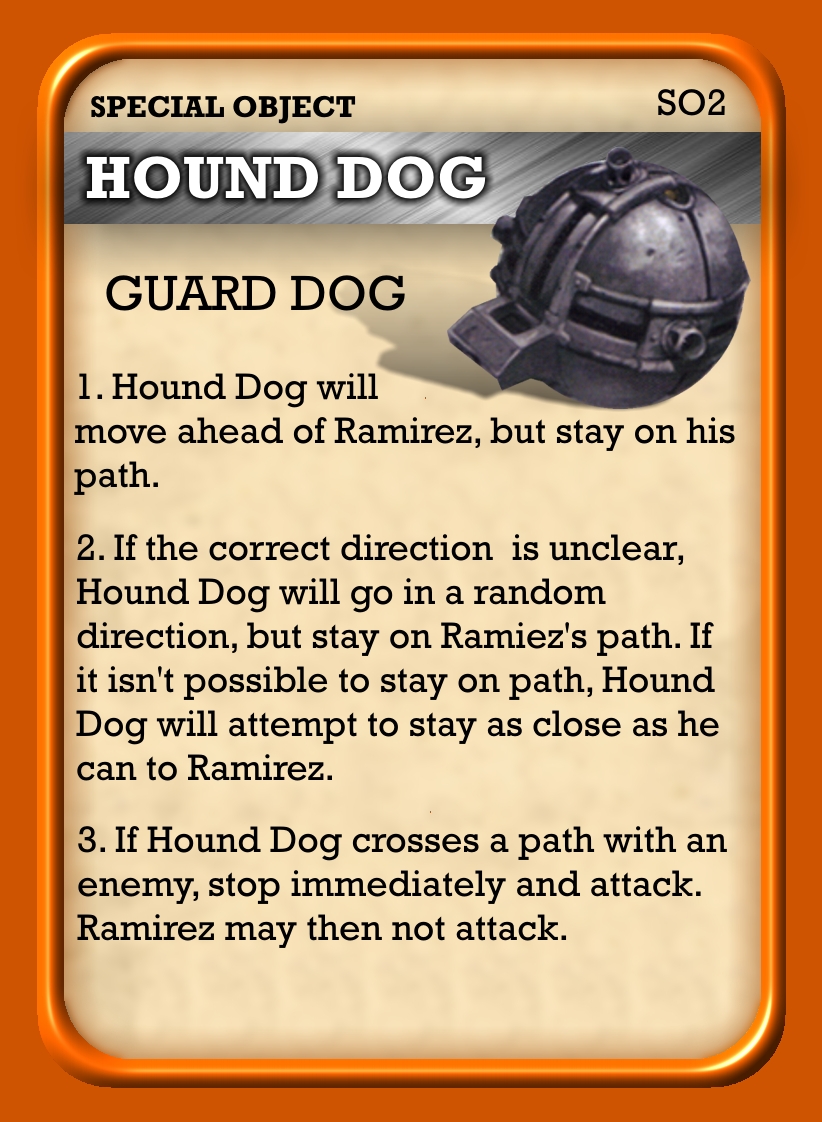 SPECIAL OBJECT
SO2
HOUND DOG
GUARD DOG
1. Hound Dog will
move ahead of Ramirez, but stay on his
path.
2. If the correct direction  is unclear,
Hound Dog will go in a random
direction, but stay on Ramiez's path. If
it isn't possible to stay on path, Hound
Dog will attempt to stay as close as he
can to Ramirez.
3. If Hound Dog crosses a path with an
enemy, stop immediately and attack.
Ramirez may then not attack.